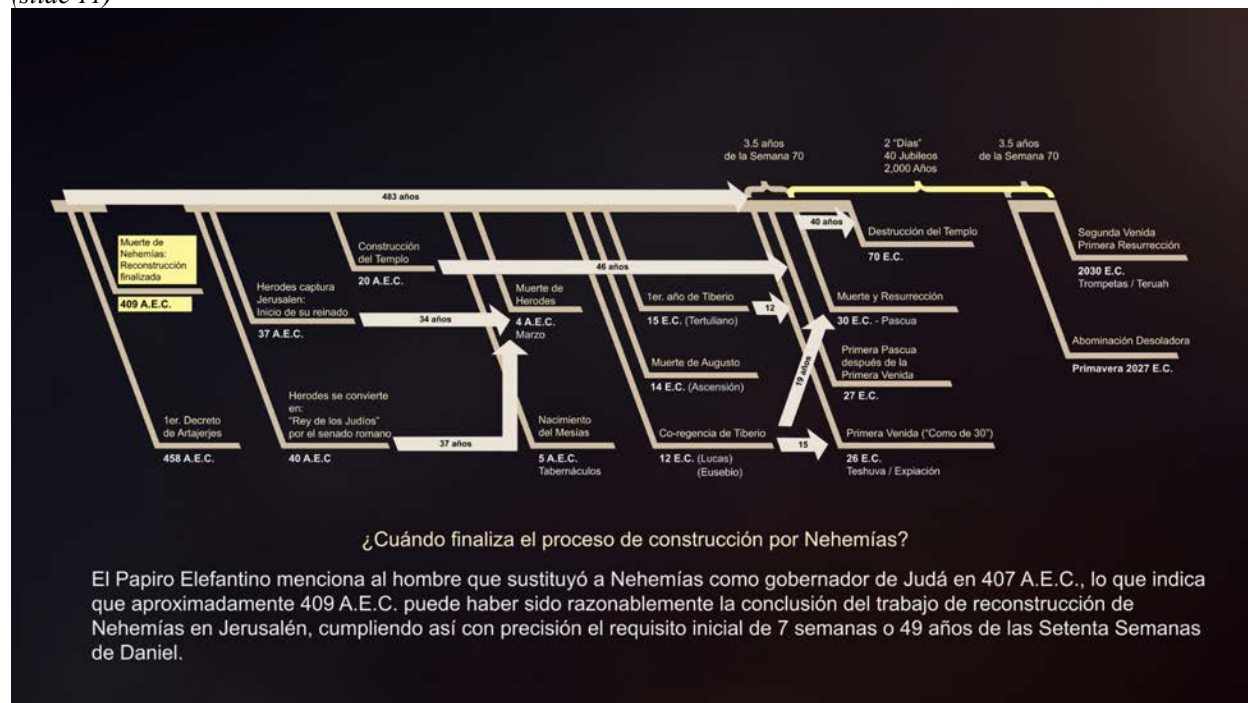 (slide 11)
3.5 años
de la Semana 70
2 "Días"
40 Jubileos
2,000 Años
3.5 años
de la Semana 70
483 años
Muerte de
Nehemías:
Reconstrucción
finalizada
409 A.E.C.
1er. Decreto
de Artajerjes
458 A.E.C.
Herodes captura
Jerusalen:
Inicio de su reinado
37 A.E.C.
34 años
Herodes se convierte
en:
"Rey de los Judíos"
por el senado romano
40 A.E.C
37 años
Construcción
del Templo
20 A.E.C.
46 años
Muerte de
Herodes
4 A.E.C.
Marzo
Nacimiento
del Mesías
5 A.E.C.
Tabernáculos
1er. año de Tiberio
15 E.C. (Tertuliano)
12
Muerte de Augusto
14 E.C. (Ascensión)
Co-regencia de Tiberio
12 E.C. (Lucas)
(Eusebio)
15
19 años
40 años
Destrucción del Templo
70 E.C.
Muerte y Resurrección
30 E.C. - Pascua
Primera Pascua
después de la
Primera Venida
27 E.C.
Primera Venida ("Como de 30")
26 E.C.
Teshuva / Expiación
Segunda Venida
Primera Resurrección
2030 E.C.
Trompetas / Teruah
Abominación Desoladora
Primavera 2027 E.C.
¿Cuándo finaliza el proceso de construcción por Nehemías?
El Papiro Elefantino menciona al hombre que sustituyó a Nehemías como gobernador de Judá en 407 A.E.C., lo que indica
que aproximadamente 409 A.E.C. puede haber sido razonablemente la conclusión del trabajo de reconstrucción de
Nehemías en Jerusalén, cumpliendo así con precisión el requisito inicial de 7 semanas o 49 años de las Setenta Semanas
de Daniel.